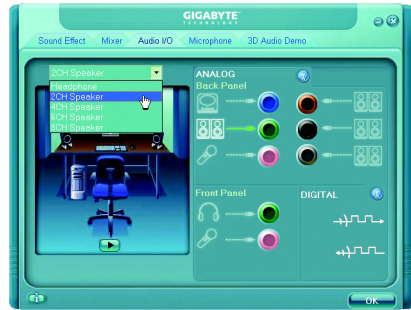 GIGABYTE
TECHNOLOGY
Sound Effect Mixer Audio I/O Microphone 3D Audio Demo
2CH Speaker
Headphone
2CH Speaker
4CH Speaker
6CH Speaker
8CH Speaker
ANALOG
Back Panel
Front Panel
DIGITAL
OK